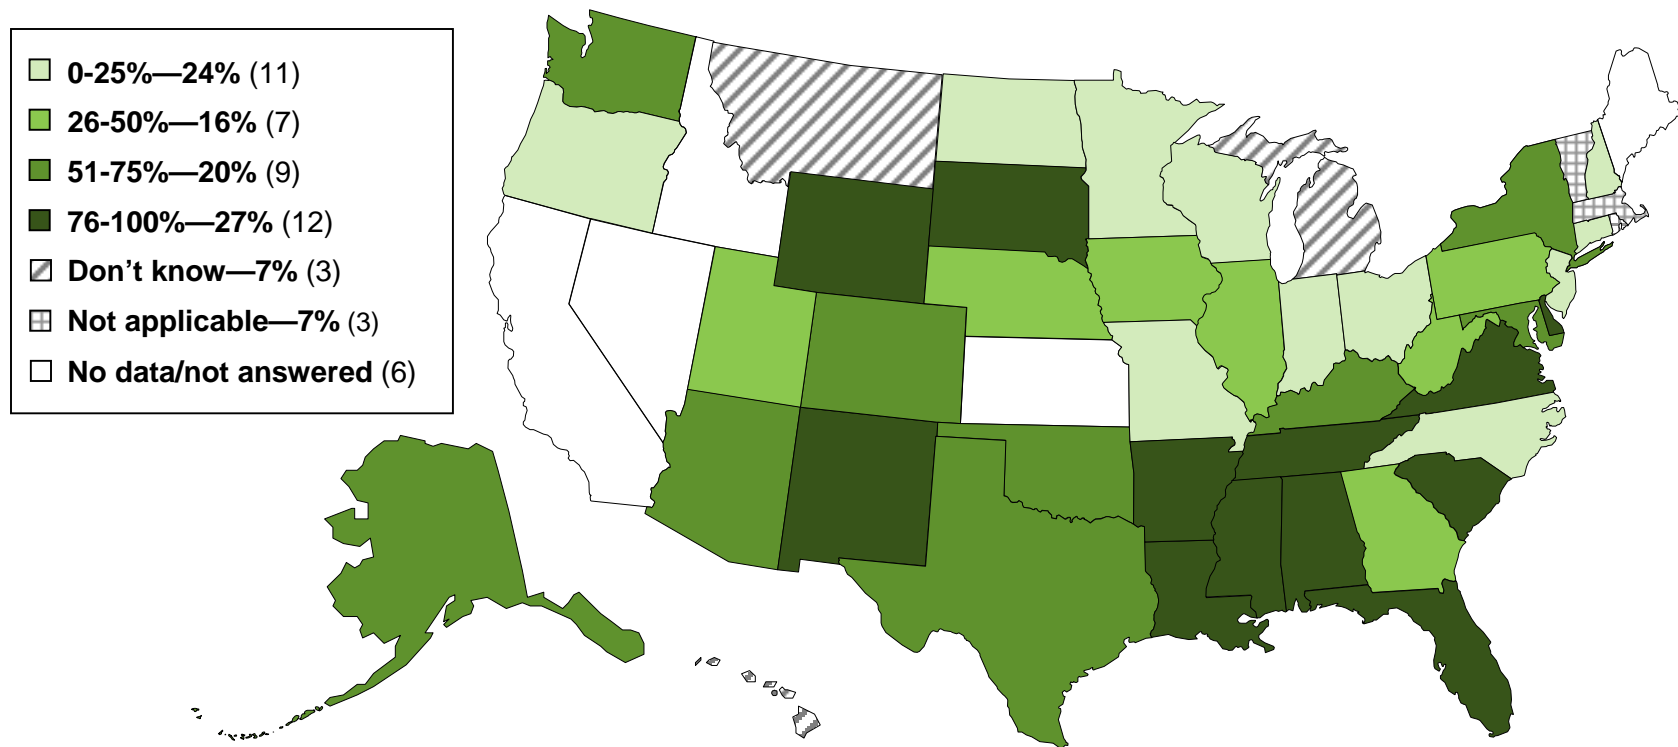 0-25%—24% (11)
26-50%—16% (7)
51-75%—20% (9)
76-100%—27% (12)
Don’t know—7% (3)
Not applicable—7% (3)
No data/not answered (6)